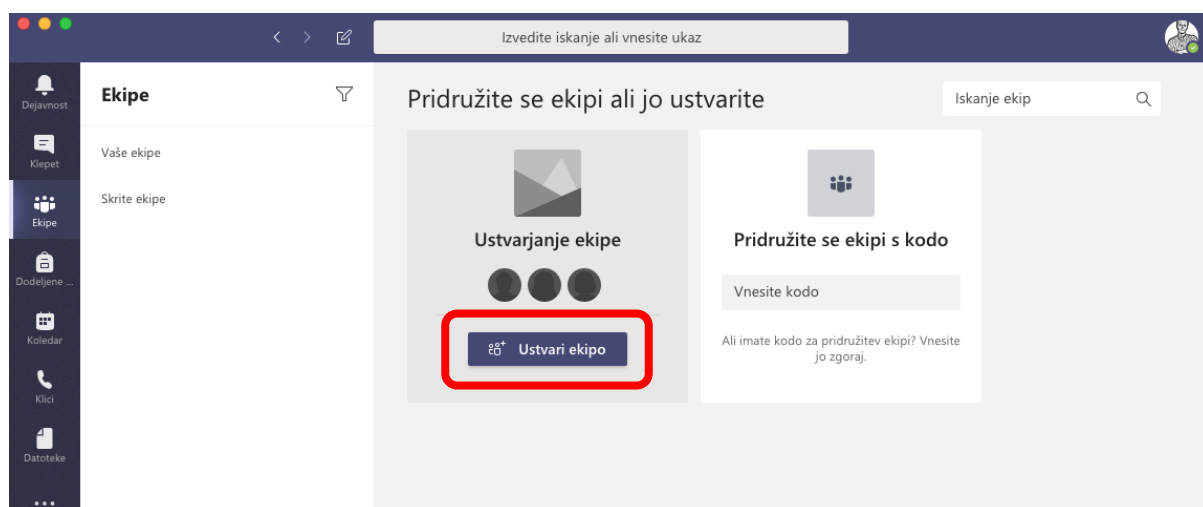 Izvedite iskanje ali vnesite ukaz
Dejavnost
Klepet
Ekipe
Dodeljene ...
Koledar
Klici
Datoteke
Ekipe
Vaše ekipe
Skrite ekipe
Pridružite se ekipi ali jo ustvarite
Iskanje ekip
Ustvarjanje ekipe
Ustvari ekipo
Pridružite se ekipi s kodo
Vnesite kodo
Ali imate kodo za pridružitev ekipi? Vnesite
jo zgoraj.